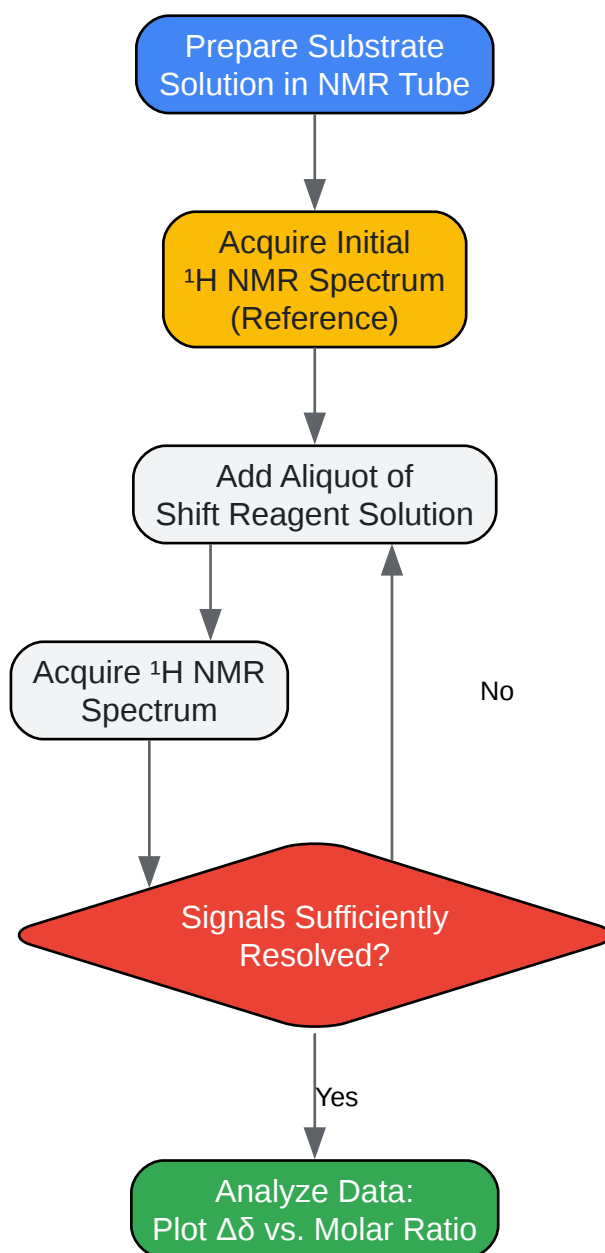 Prepare Substrate
Solution in NMR Tube
Acquire Initial
¹H NMR Spectrum
(Reference)
Add Aliquot of
Shift Reagent Solution
Acquire ¹H NMR
Spectrum
No
Signals Sufficiently
Resolved?
Yes
Analyze Data:
Plot Δδ vs. Molar Ratio